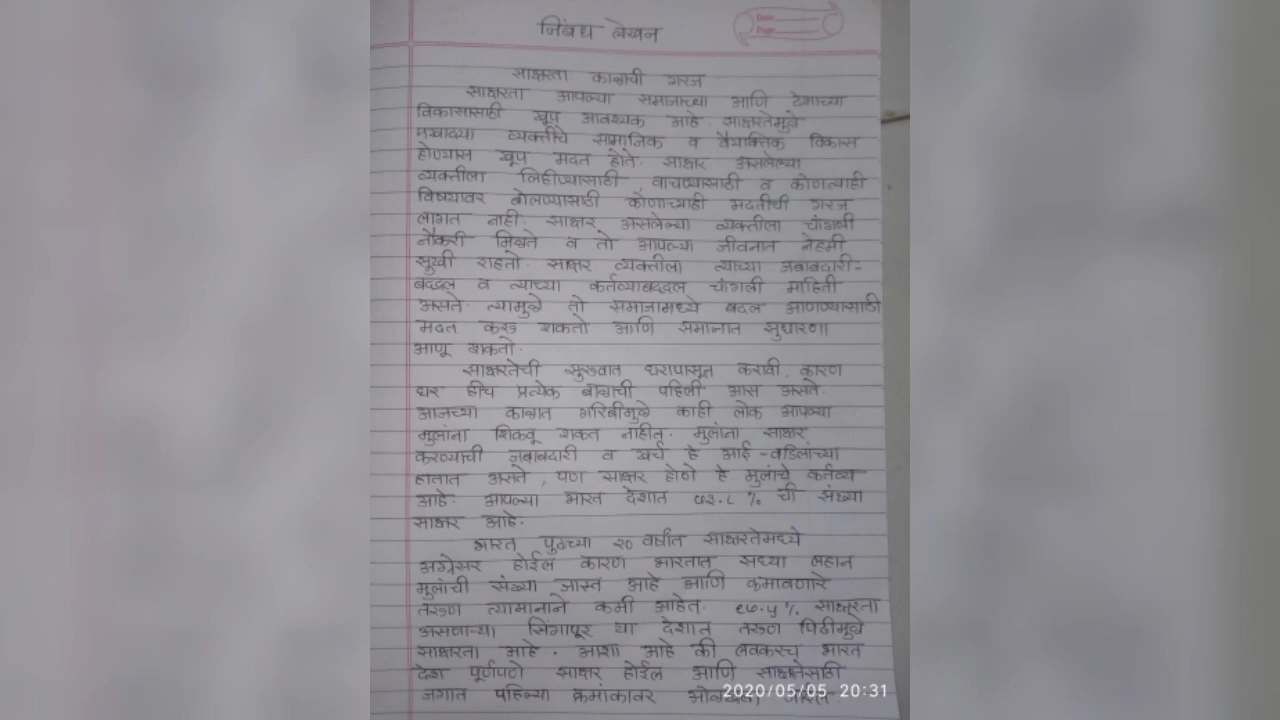 निबंध लेखन
Date
Page
साक्षरता काळाची गरज
साक्षरता आपल्या समाजाच्या आणि देशाच्या
विकासासाठी खूप आवश्यक आहे. साक्षरतेमुळे
एखाद्या व्यक्तीचे सामाजिक व वैयक्तिक विकास
होण्यास खूप मदत होते. साक्षर असलेल्या
व्यक्तीला लिहीण्यासाठी, वाचण्यासाठी व कोणत्याही
विषयावर बोलण्यासाठी कोणाच्याही मदतीची गरज
लागत नाही. साक्षर असलेल्या व्यक्तीला चांगली
नौकरी मिळते व तो आपल्या जीवनात नेहमी
सुखी राहतो. साक्षर व्यक्तीला त्याच्या जबाबदारी-
बद्दल व त्याच्या कर्तव्याबद्दल चांगली माहिती
असते. त्यामुळे तो समाजामध्ये बदल आणण्यासाठी
मदत करू शकतो आणि समाजात सुधारणा
आणू शकतो.
साक्षरतेची सुरुवात घरापासून करावी. कारण
घर हीच प्रत्येक बाळाची पहिली आस असते.
आजच्या काळात गरिबीमुळे काही लोक आपल्या
मुलांना शिकवू शकत नाहीत. मुलांना साक्षर
करण्याची जबाबदारी व खर्च हे आई-वडिलांच्या
हातात असते, पण साक्षर होणे हे मुलांचे कर्तव्य
आहे. आपल्या भारत देशात ७३.८% ची संख्या
साक्षर आहे.
भारत पुढच्या २० वर्षात साक्षरतेमध्ये
अग्रेसर होईल कारण भारतात सध्या लहान
मुलांची संख्या जास्त आहे आणि कमावणारे
तरुण त्यामानाने कमी आहेत. ९७.५% साक्षरता
असणाऱ्या सिंगापूर या देशात तरुण पिढीमुळे
साक्षरता आहे. आशा आहे की लवकरच भारत
देश पूर्णपणे साक्षर होईल आणि साक्षरतेसाठी
जगात पहिल्या क्रमांकावर ओळखला जाईल.
2020/05/05 20:31